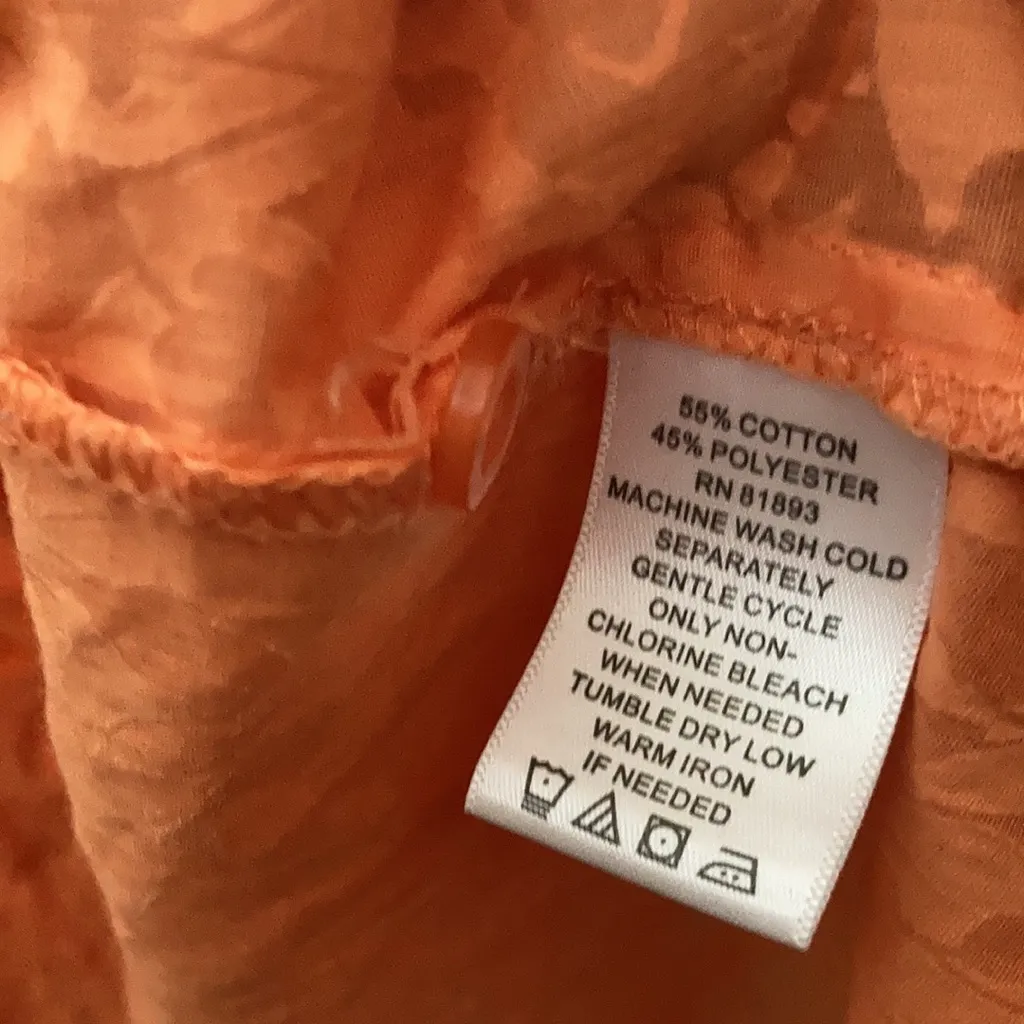 55% COTTON
45% POLYESTER
RN 81893
MACHINE WASH COLD
SEPARATELY
GENTLE CYCLE
ONLY NON-
CHLORINE BLEACH
WHEN NEEDED
TUMBLE DRY LOW
WARM IRON
IF NEEDED